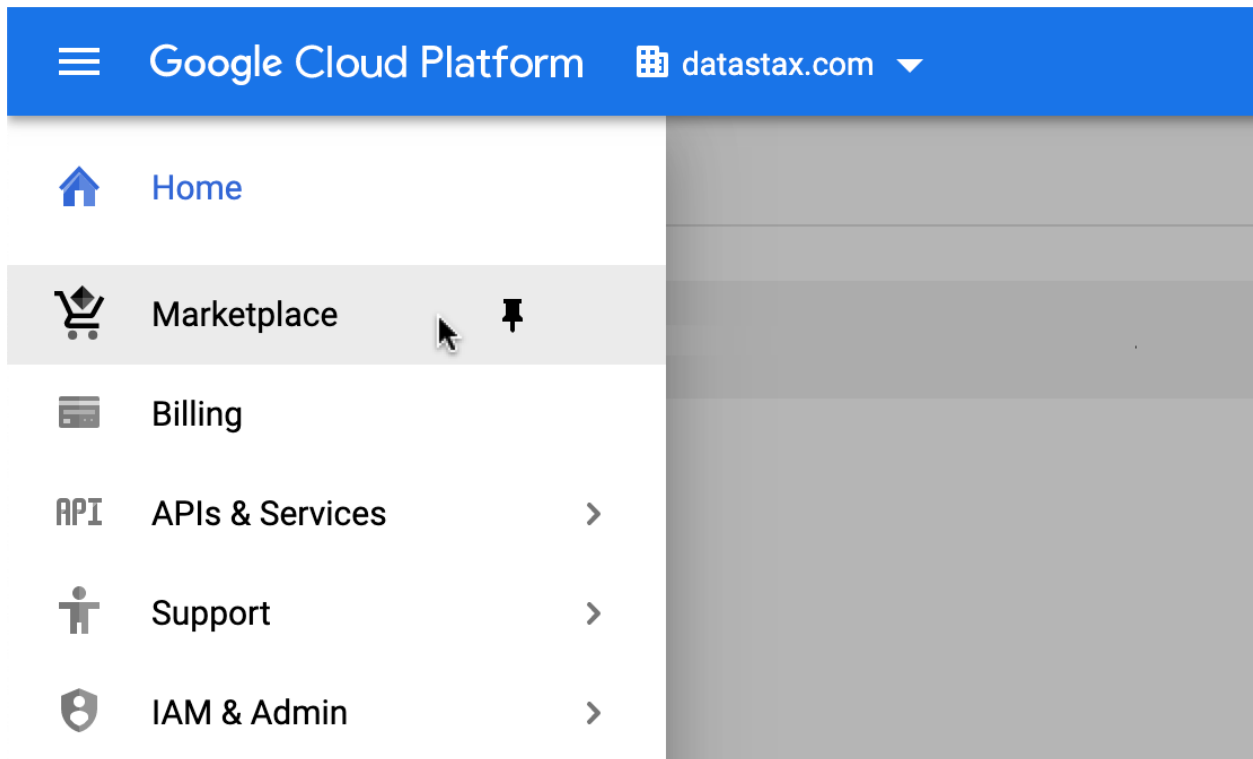 Google Cloud Platform datastax.com
Home
Marketplace
Billing
API APIs & Services
Support
IAM & Admin